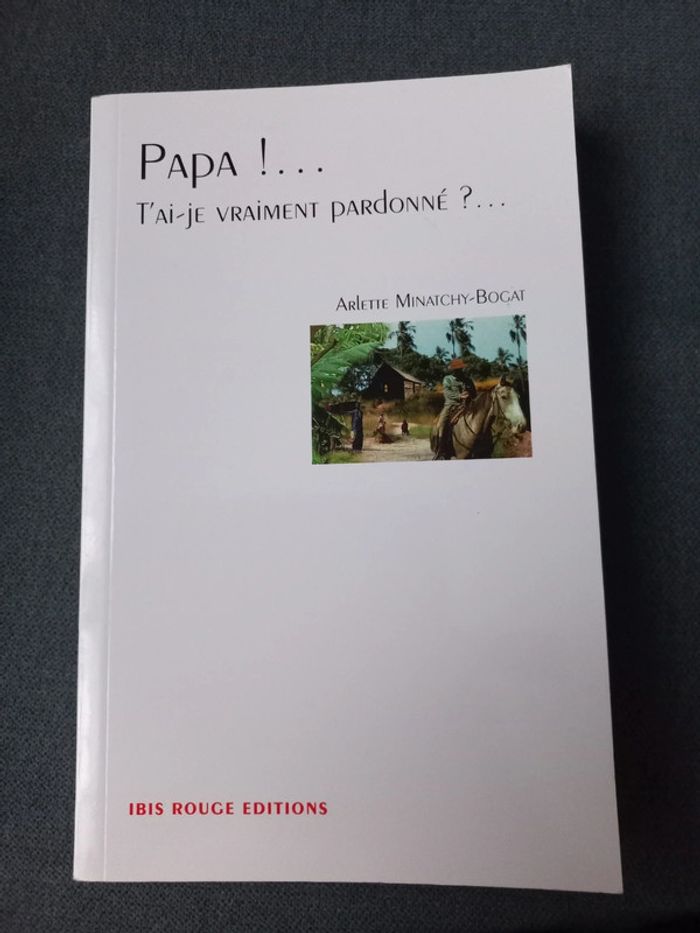 Papa !...
T'ai-je vraiment pardonné ?...
Arlette Minatchy-Bogat
IBIS ROUGE EDITIONS